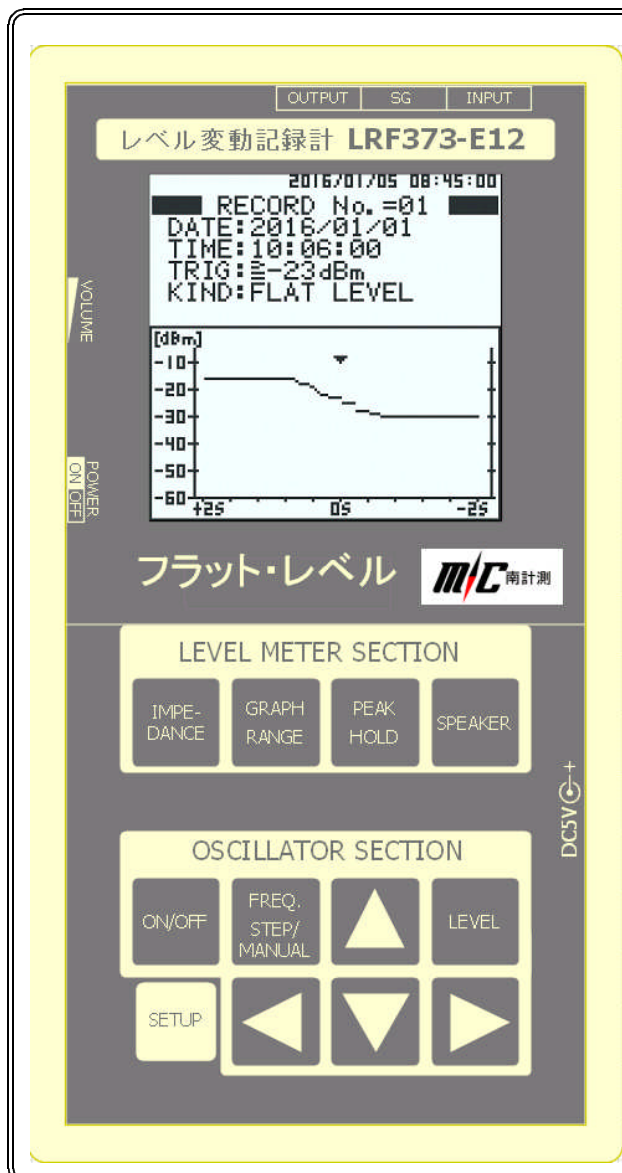 OUTPUT SG INPUT
レベル変動記録計 LRF373-E12
2016/01/05 08:45:00
RECORD No.=01
DATE:2016/01/01
TIME:10:06:00
TRIG:≧-23dBm
KIND:FLAT LEVEL
VOLUME
[dBm]
-10
-20
-30
-40
-50
-60
+2S 0S -2S
POWER
ON OFF
フラット・レベル
MIC 南計測
LEVEL METER SECTION
IMPE-
DANCE
GRAPH
RANGE
PEAK
HOLD
SPEAKER
DC5V
+
OSCILLATOR SECTION
ON/OFF
FREQ.
STEP/
MANUAL
LEVEL
SETUP